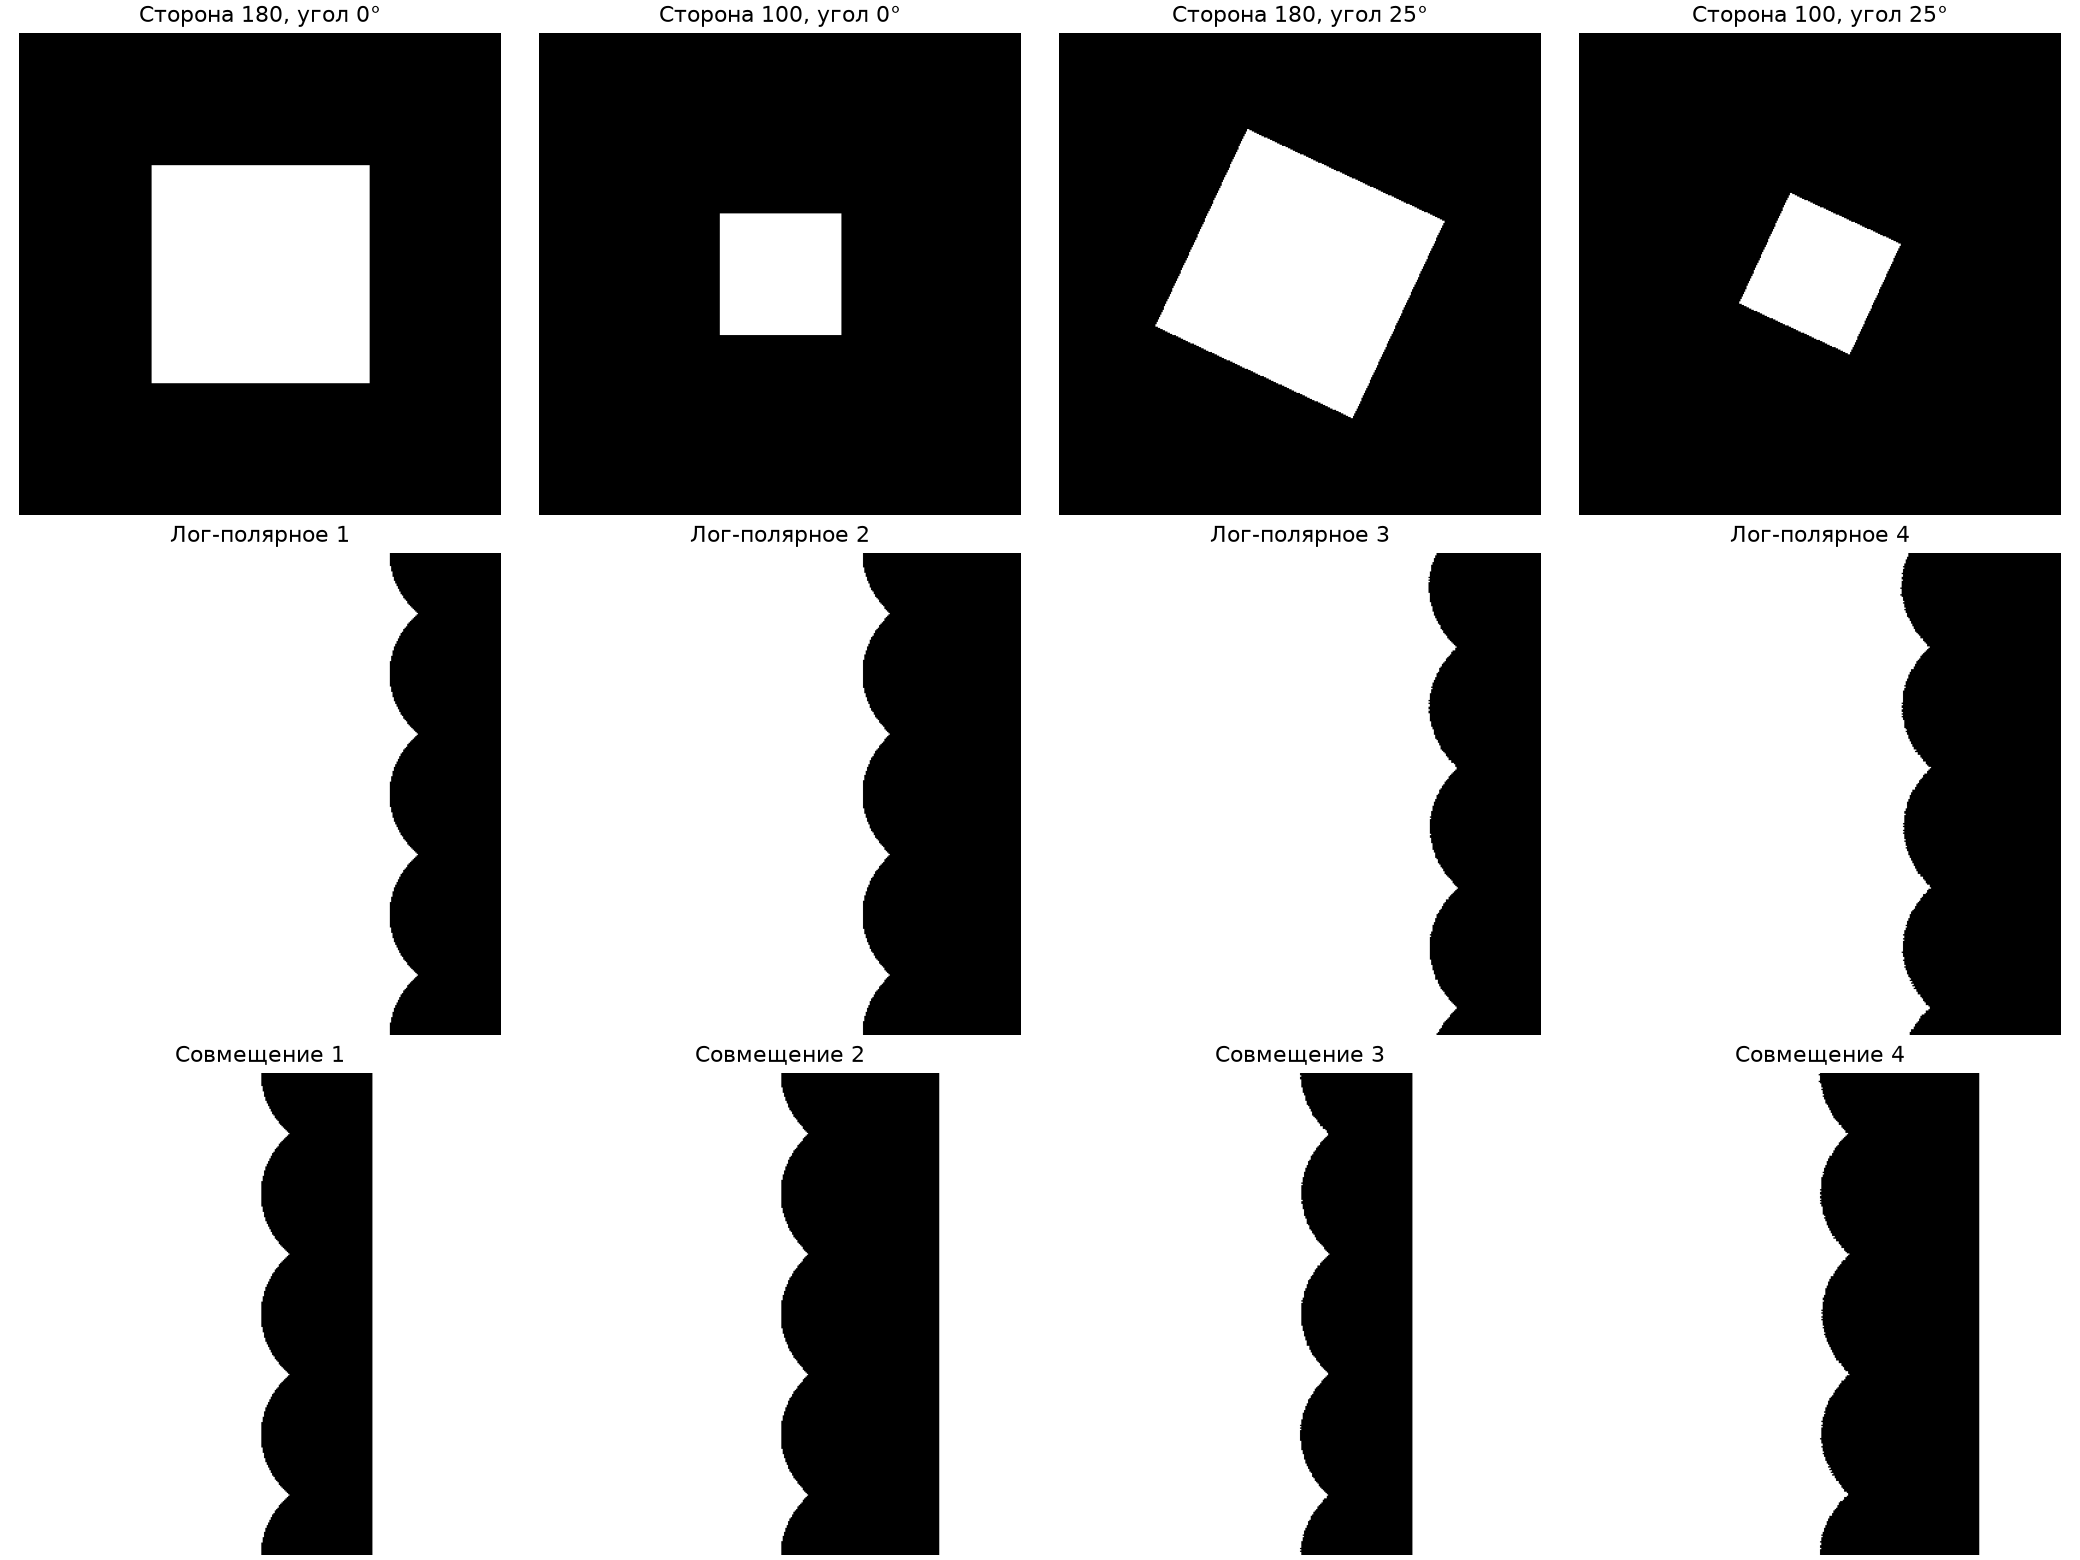 Сторона 180, угол 0°
Сторона 100, угол 0°
Сторона 180, угол 25°
Сторона 100, угол 25°
Лог-полярное 1
Лог-полярное 2
Лог-полярное 3
Лог-полярное 4
Совмещение 1
Совмещение 2
Совмещение 3
Совмещение 4